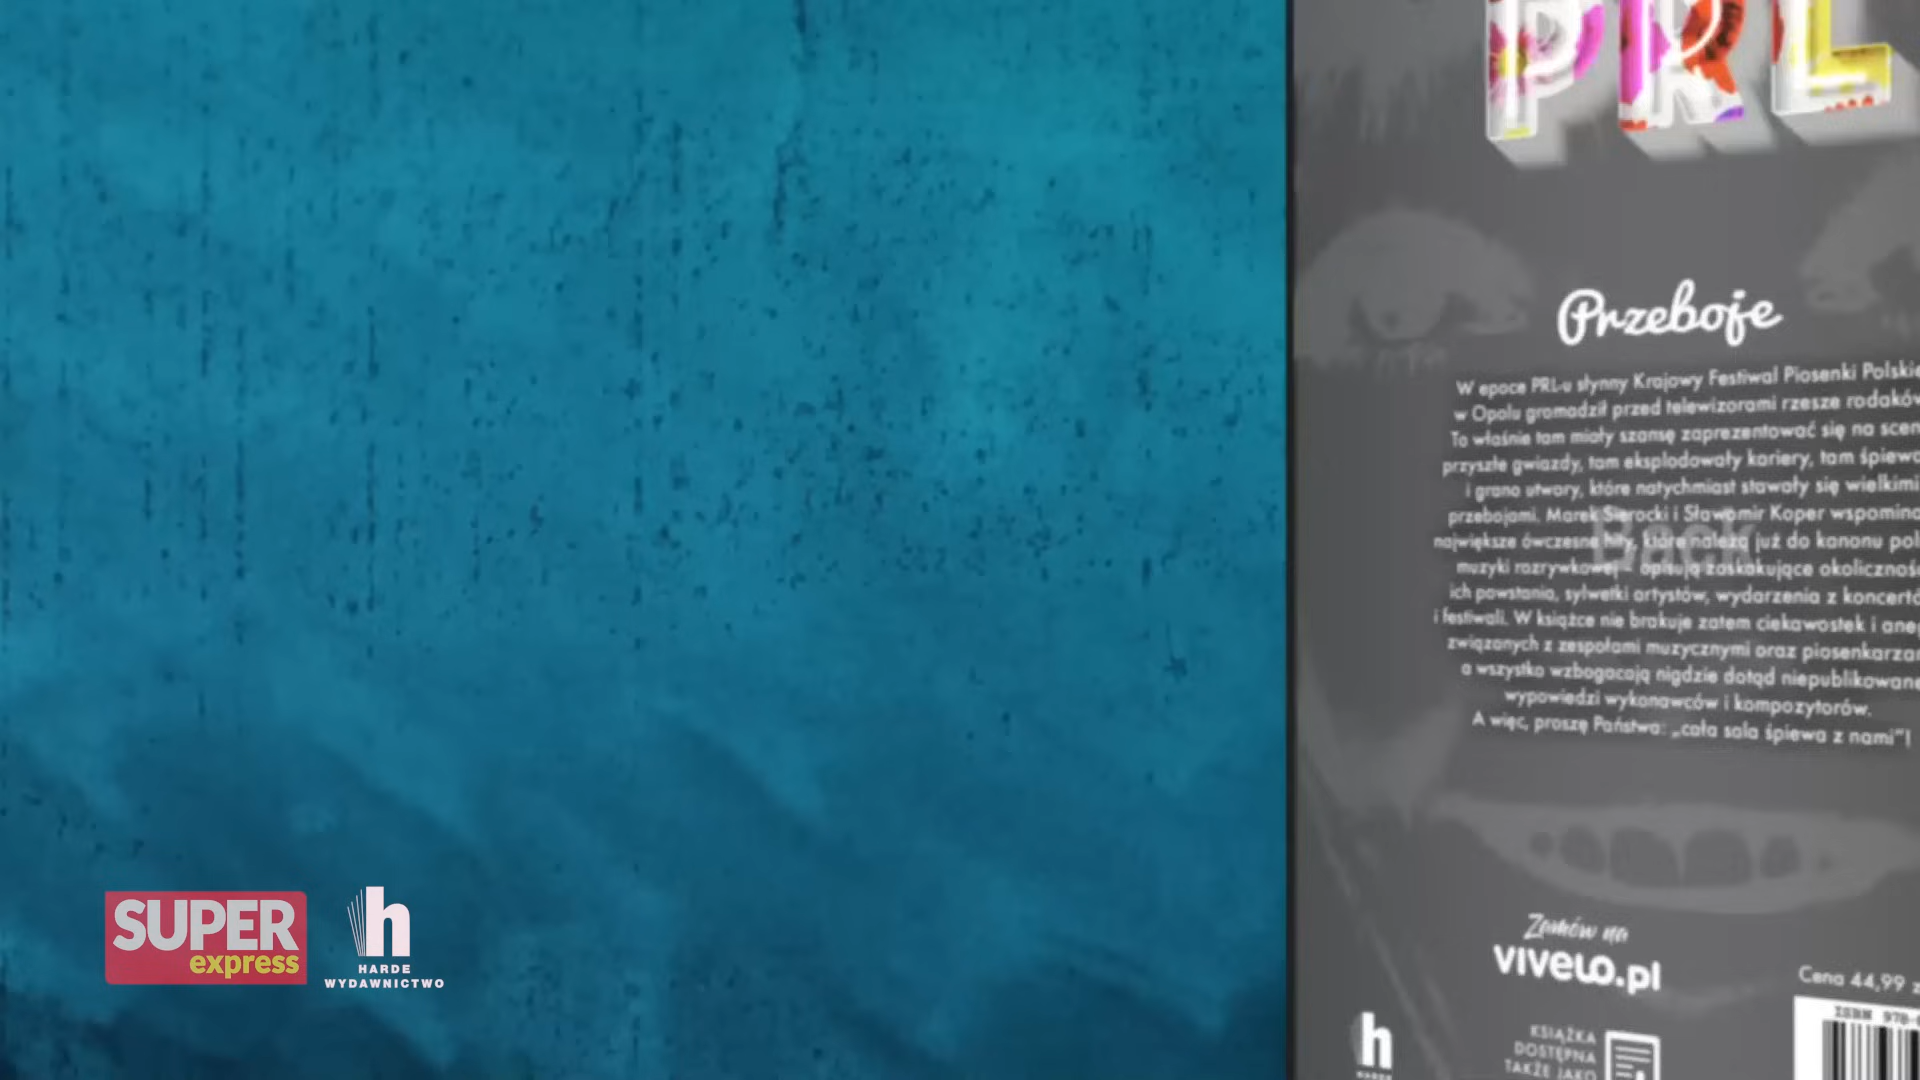 PRL
Przeboje
W epoce PRL-u słynny Krajowy Festiwal Piosenki Polskie
w Opolu gromadził przed telewizorami rzesze rodaków
To właśnie tam miały szansę zaprezentować się na scen
przyszłe gwiazdy, tam eksplodowały kariery, tam śpiewa
i grano utwory, które natychmiast stawały się wielkimi
przebojami. Marek Sierocki i Sławomir Koper wspomina
największe ówczesne hity, które należą już do kanonu pol
muzyki rozrywkowej – opisują zaskakujące okolicznoś
ich powstania, sylwetki artystów, wydarzenia z koncertó
i festiwali. W książce nie brakuje zatem ciekawostek i ane
związanych z zespołami muzycznymi oraz piosenkarza
a wszystko wzbogacają nigdzie dotąd niepublikowane
wypowiedzi wykonawców i kompozytorów.
A więc, proszę Państwa: „cała sala śpiewa z nami”!
Back
Zamów na
vivelo.pl
Cena 44,99 z
ISBN 978-
KSIĄŻKA
DOSTĘPNA
TAKŻE JAKO
h
SUPER
express
h
HARDE
WYDAWNICTWO